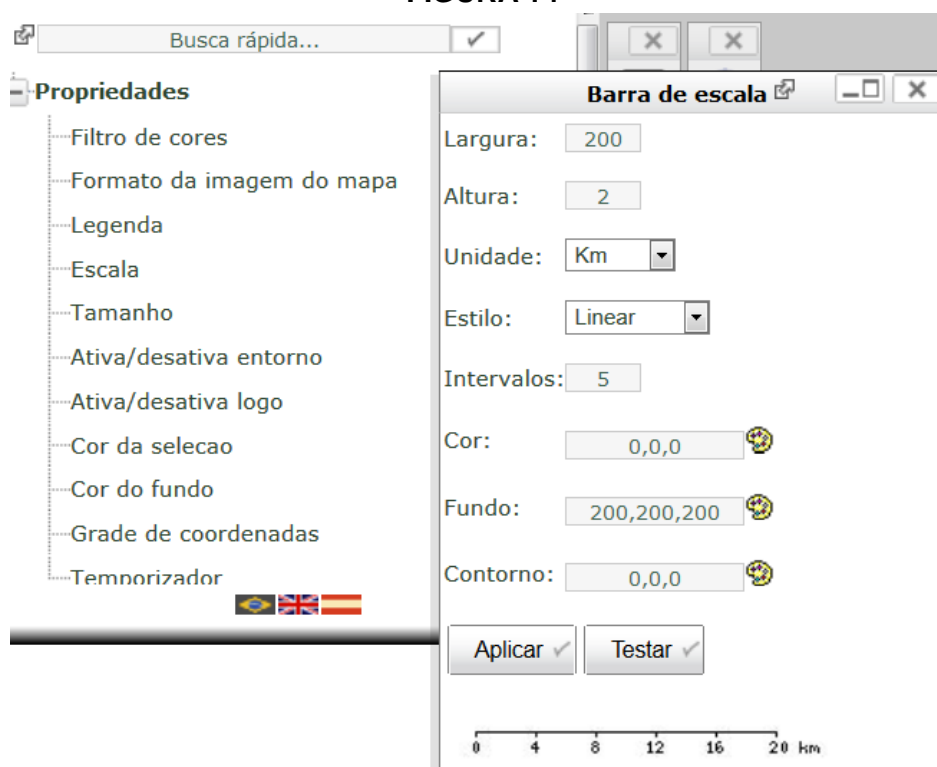 Busca rápida...
Propriedades
Filtro de cores
Formato da imagem do mapa
Legenda
Escala
Tamanho
Ativa/desativa entorno
Ativa/desativa logo
Cor da selecao
Cor do fundo
Grade de coordenadas
Temporizador
Barra de escala
Largura: 200
Altura: 2
Unidade: Km
Estilo: Linear
Intervalos: 5
Cor: 0,0,0
Fundo: 200,200,200
Contorno: 0,0,0
Aplicar Testar
0 4 8 12 16 20 km